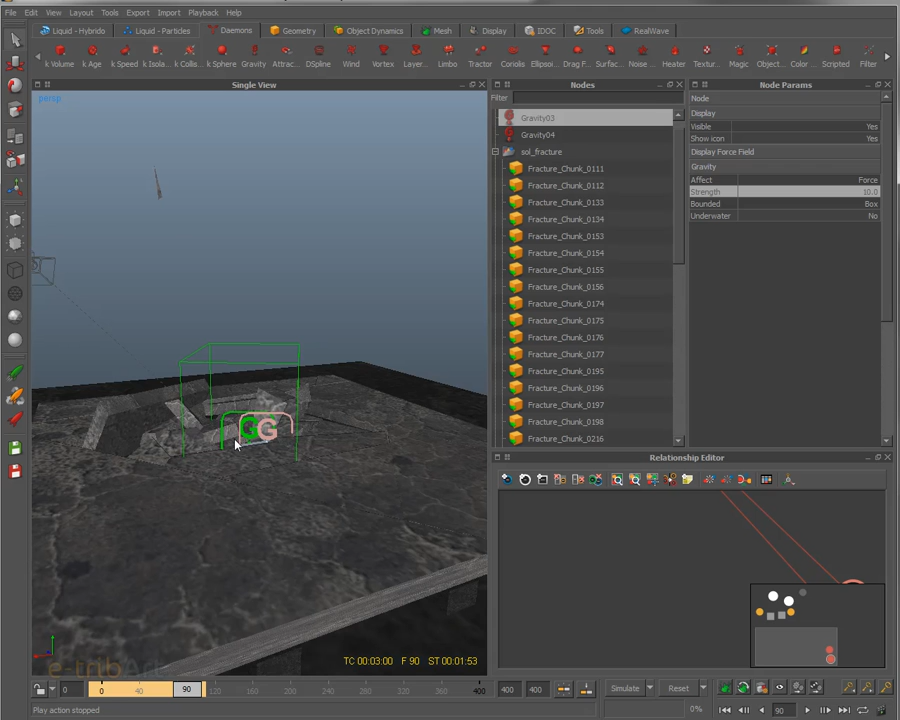 File Edit View Layout Tools Export Import Playback Help
Liquid - Hybrido Liquid - Particles Daemons Geometry Object Dynamics Mesh Display IDOC Tools RealWave
k Volume k Age k Speed k Isola... k Collis... k Sphere Gravity Attrac... DSpline Wind Vortex Layer... Limbo Tractor Coriolis Ellipsoi... Drag F... Surfac... Noise ... Heater Textur... Magic Object... Color ... Scripted Filter
Single View
persp
G G
e-tribArt
TC 00:03:00 F 90 ST 00:01:53
Nodes
Filter
Gravity03
Gravity04
sol_fracture
Fracture_Chunk_0111
Fracture_Chunk_0112
Fracture_Chunk_0133
Fracture_Chunk_0134
Fracture_Chunk_0153
Fracture_Chunk_0154
Fracture_Chunk_0155
Fracture_Chunk_0156
Fracture_Chunk_0174
Fracture_Chunk_0175
Fracture_Chunk_0176
Fracture_Chunk_0177
Fracture_Chunk_0195
Fracture_Chunk_0196
Fracture_Chunk_0197
Fracture_Chunk_0198
Fracture_Chunk_0216
Node Params
Node
Display
Visible Yes
Show icon Yes
Display Force Field
Gravity
Affect Force
Strength 10.0
Bounded Box
Underwater No
Relationship Editor
0 0 40 90 120 160 200 240 280 320 360 400 400 400 Simulate Reset
Play action stopped 0% 90